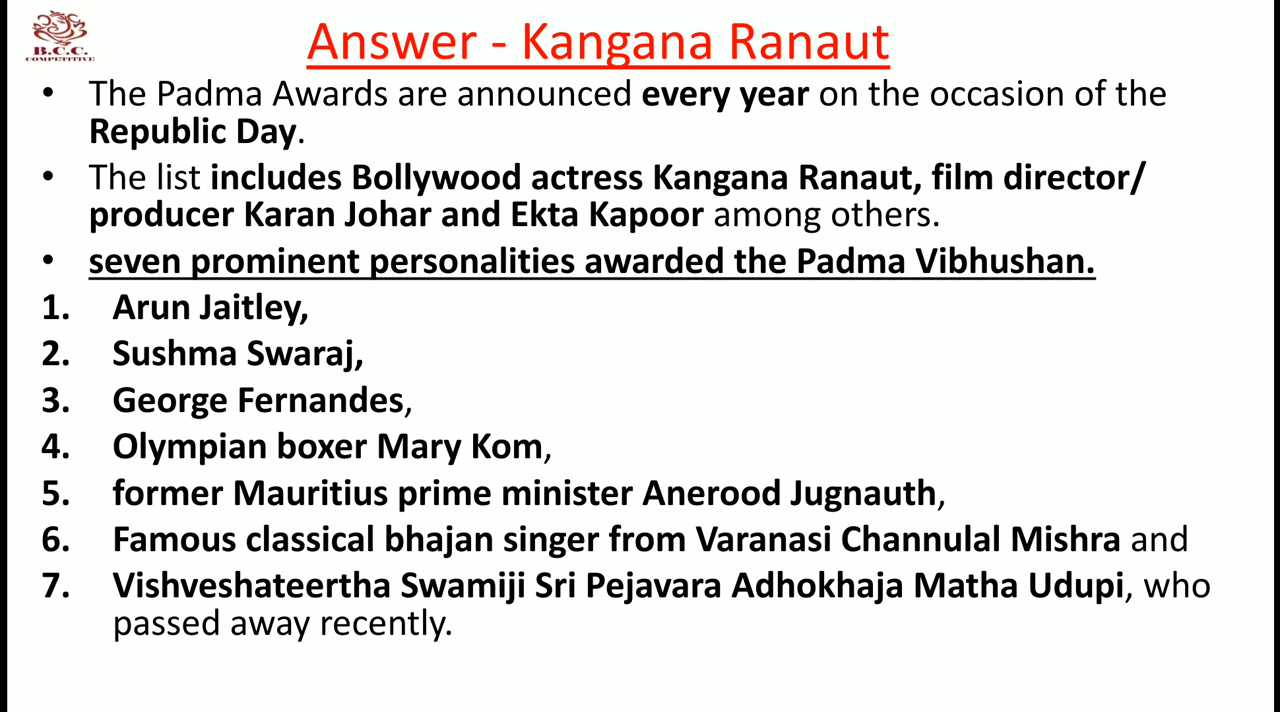 B.C.C.
COMPETITIVE
Answer - Kangana Ranaut
• The Padma Awards are announced every year on the occasion of the
Republic Day.
• The list includes Bollywood actress Kangana Ranaut, film director/
producer Karan Johar and Ekta Kapoor among others.
• seven prominent personalities awarded the Padma Vibhushan.
1. Arun Jaitley,
2. Sushma Swaraj,
3. George Fernandes,
4. Olympian boxer Mary Kom,
5. former Mauritius prime minister Anerood Jugnauth,
6. Famous classical bhajan singer from Varanasi Channulal Mishra and
7. Vishveshateertha Swamiji Sri Pejavara Adhokhaja Matha Udupi, who
passed away recently.